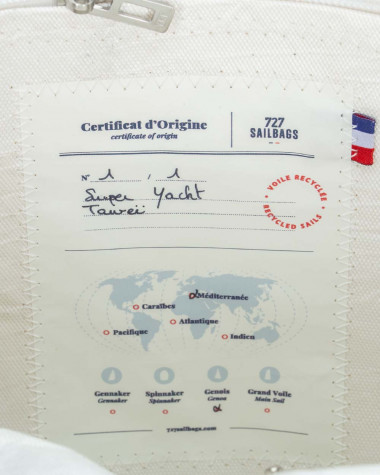 Certificat d'Origine
certificate of origin
727
SAILBAGS
N° 1 / 1
Super Yacht
Taureï
VOILE RECYCLÉE
RECYCLED SAILS
Méditerranée
Caraïbes
Atlantique
Pacifique
Indien
Gennaker Spinnaker Genois Grand Voile
Gennaker Spinnaker Genoa Main Sail
727sailbags.com